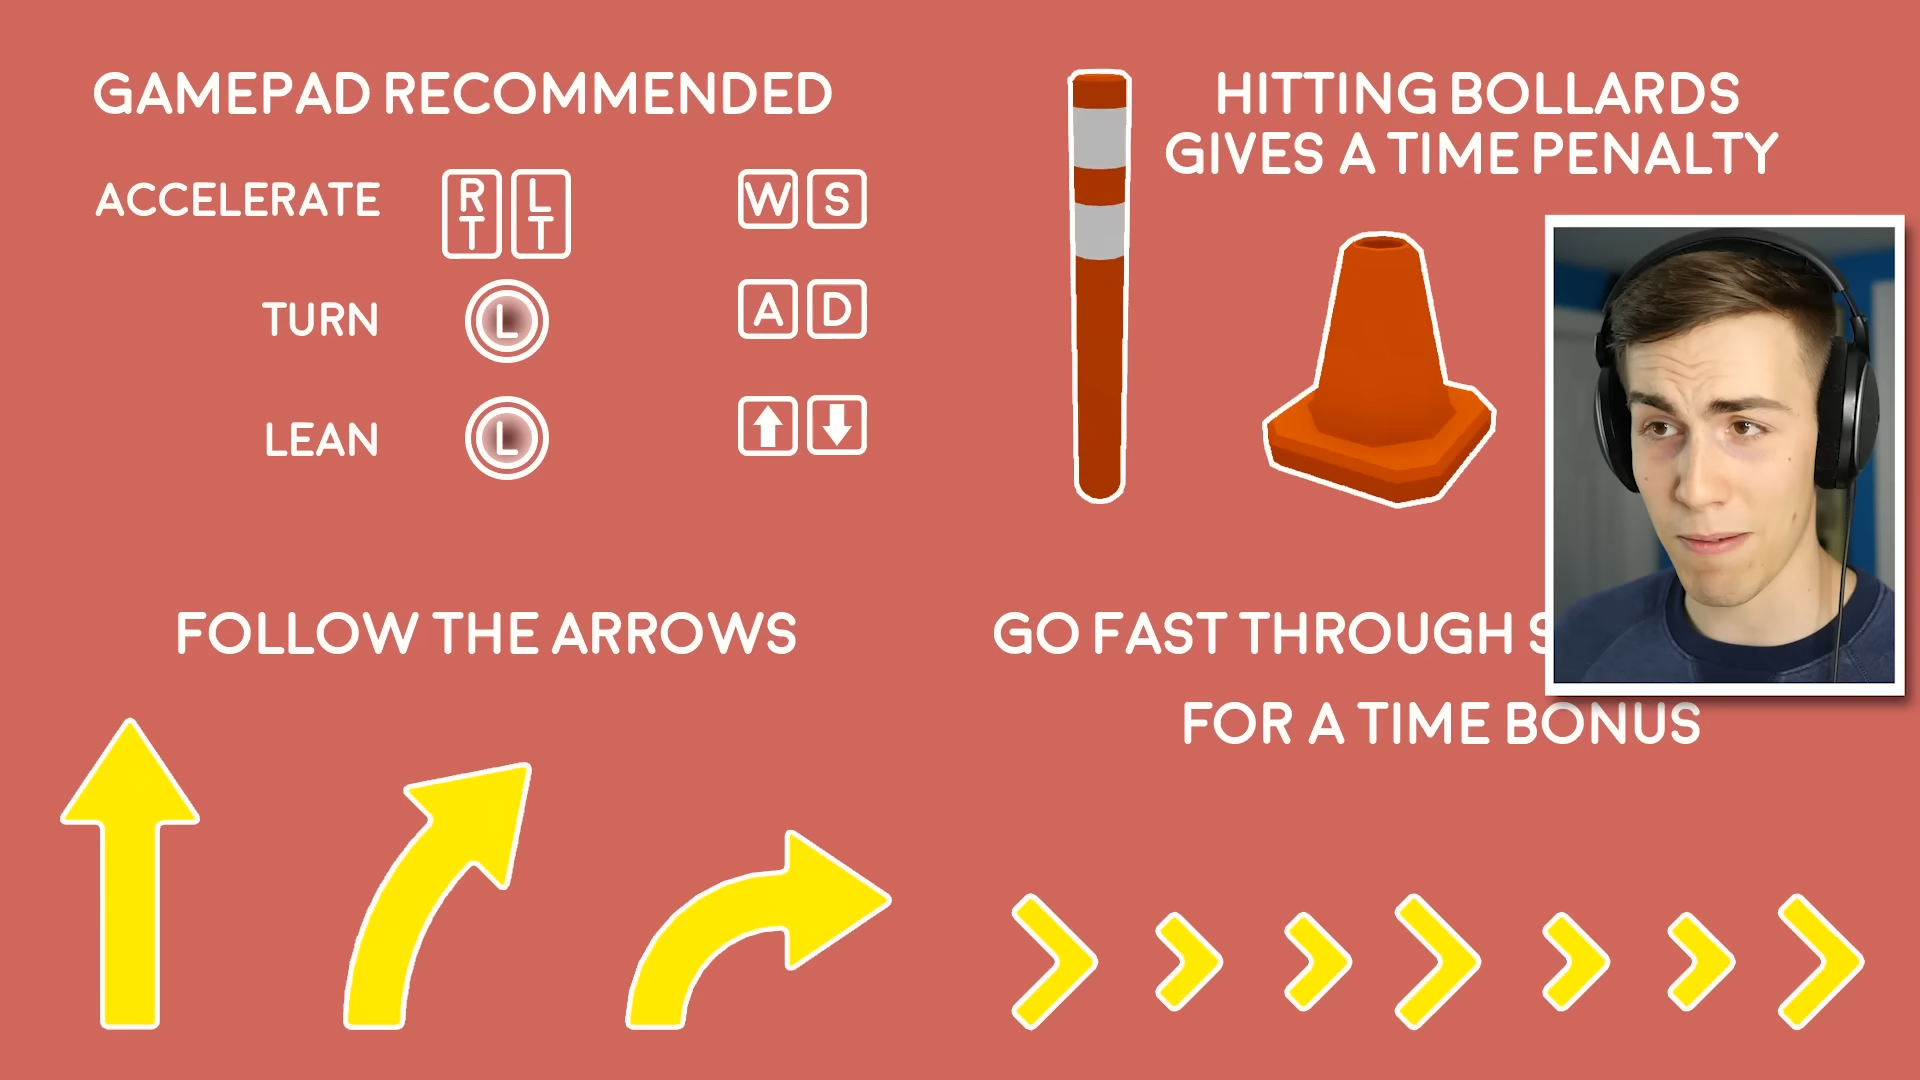 GAMEPAD RECOMMENDED
ACCELERATE R T L T W S
TURN L A D
LEAN L
HITTING BOLLARDS
GIVES A TIME PENALTY
FOLLOW THE ARROWS
GO FAST THROUGH
FOR A TIME BONUS